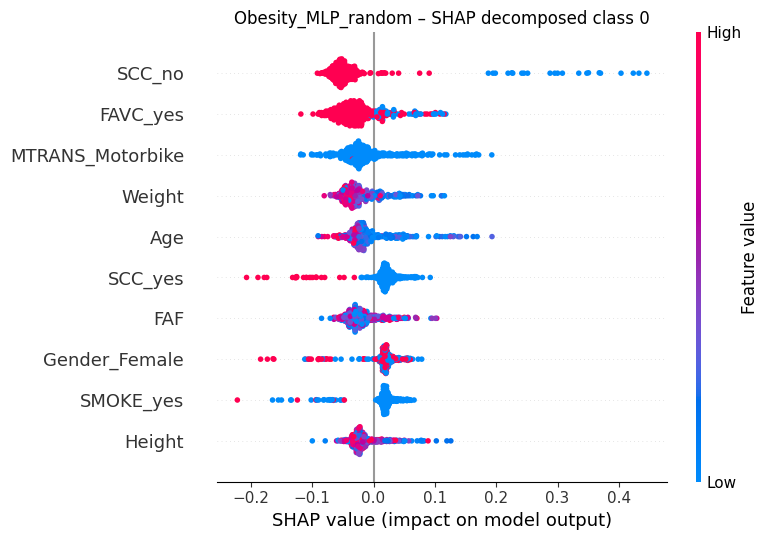 Obesity_MLP_random – SHAP decomposed class 0
High
SCC_no
FAVC_yes
MTRANS_Motorbike
Weight
Age
SCC_yes
FAF
Gender_Female
SMOKE_yes
Height
Feature value
Low
−0.2 −0.1 0.0 0.1 0.2 0.3 0.4
SHAP value (impact on model output)